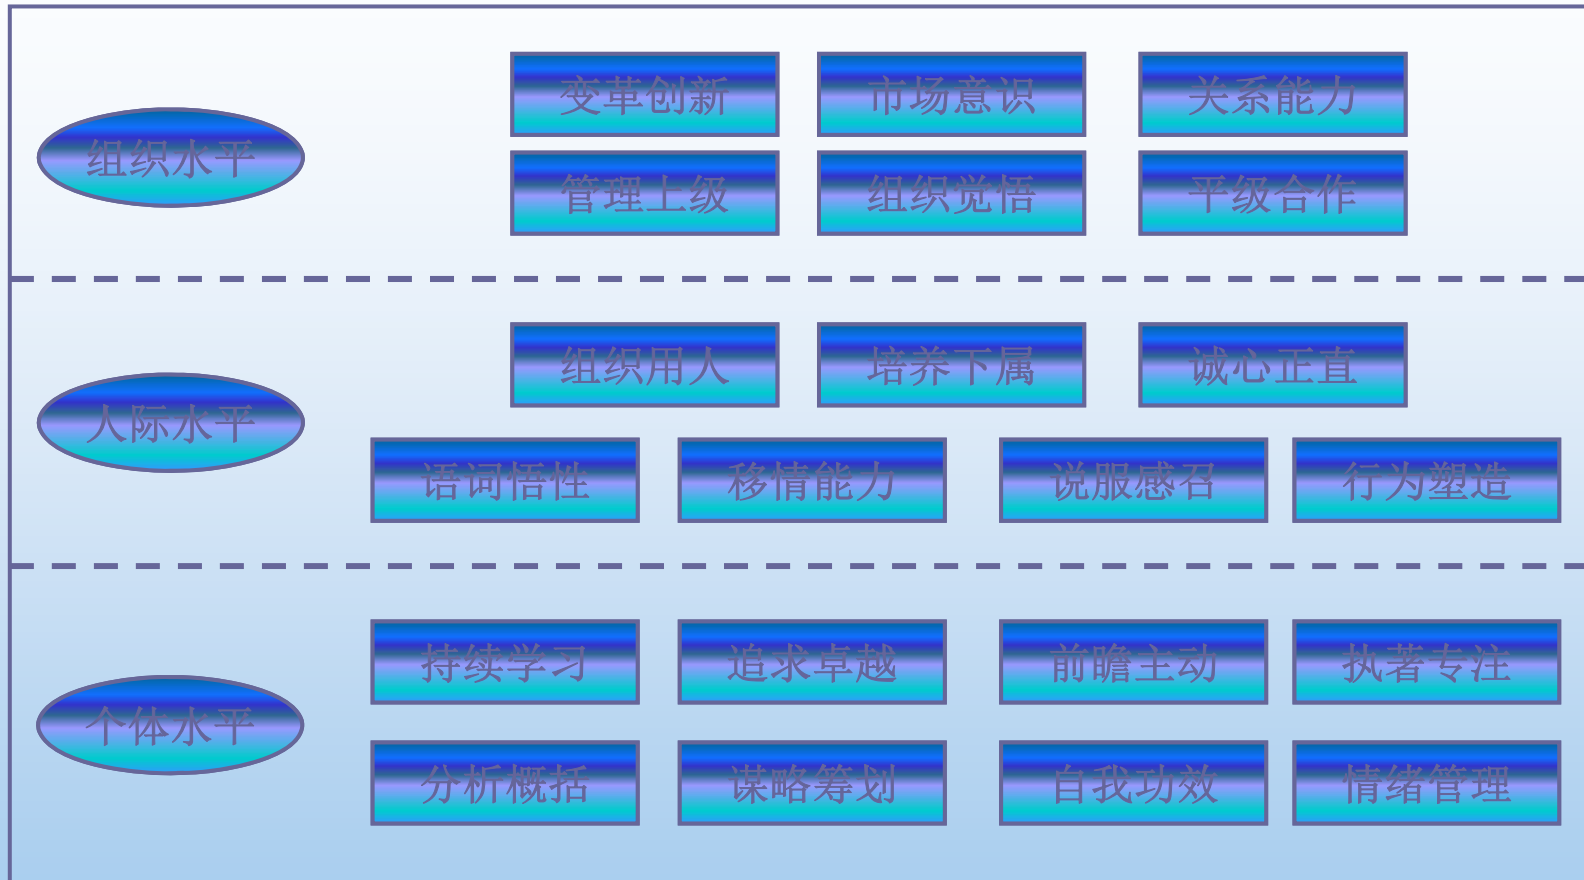 变革创新 市场意识 关系能力
组织水平
管理上级 组织觉悟 平级合作
组织用人 培养下属 诚心正直
人际水平
语词悟性 移情能力 说服感召 行为塑造
持续学习 追求卓越 前瞻主动 执著专注
个体水平
分析概括 谋略筹划 自我功效 情绪管理